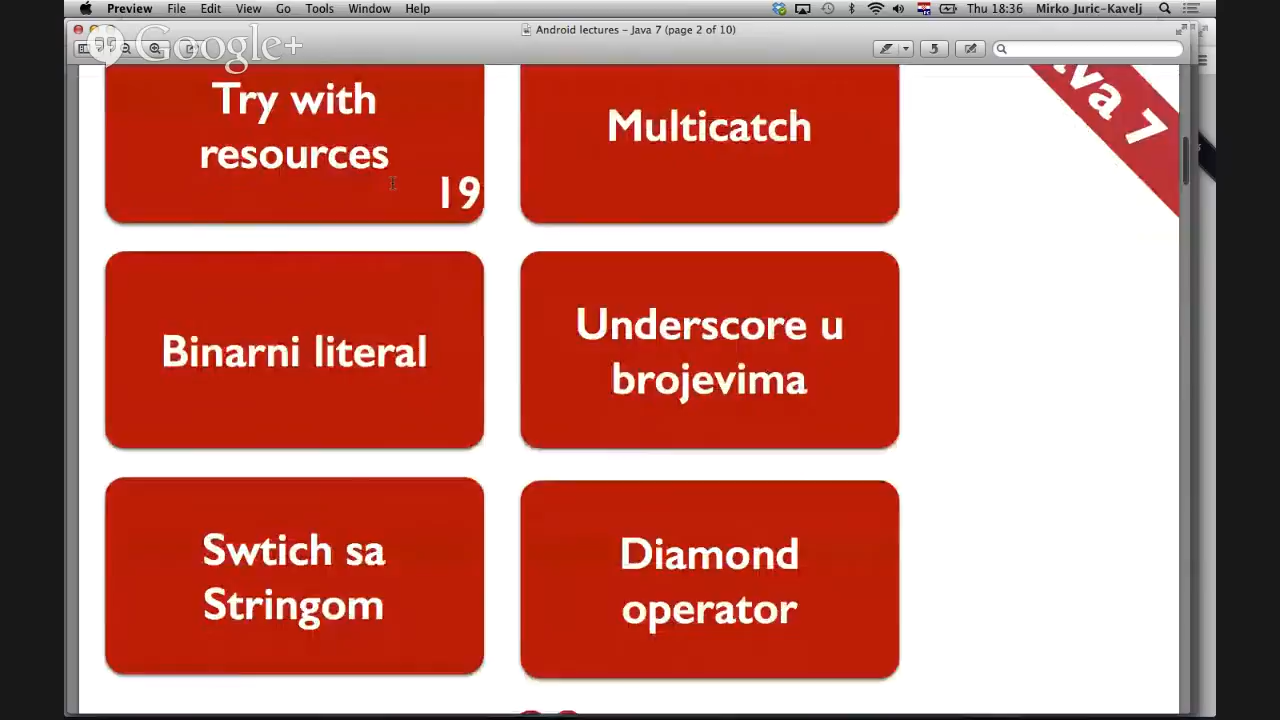 Preview File Edit View Go Tools Window Help Thu 18:36 Mirko Juric-Kavelj
Android lectures – Java 7 (page 2 of 10)
Google+
Try with
resources
19
Multicatch
va 7
Binarni literal
Underscore u
brojevima
Swtich sa
Stringom
Diamond
operator